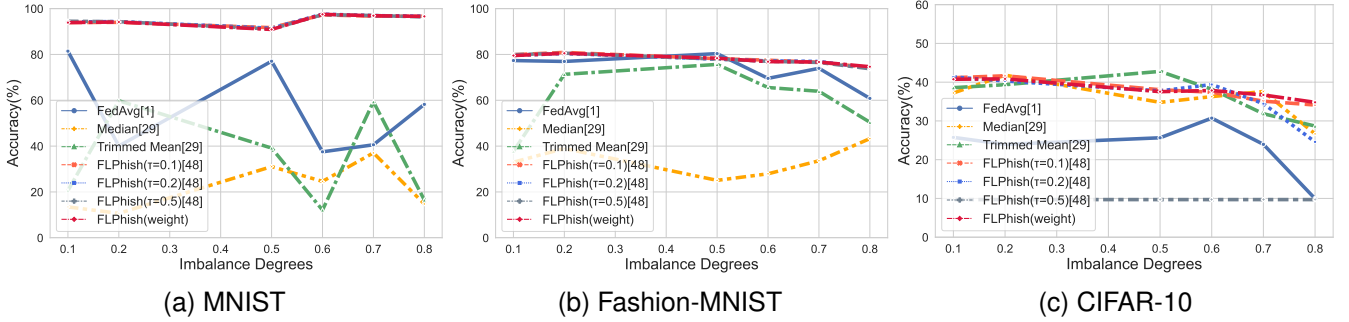 100
80
60
40
20
0
Accuracy(%)
FedAvg[1]
Median[29]
Trimmed Mean[29]
FLPhish(τ=0.1)[48]
FLPhish(τ=0.2)[48]
FLPhish(τ=0.5)[48]
FLPhish(weight)
0.1 0.2 0.3 0.4 0.5 0.6 0.7 0.8
Imbalance Degrees
(a) MNIST
100
80
60
40
20
0
Accuracy(%)
FedAvg[1]
Median[29]
Trimmed Mean[29]
FLPhish(τ=0.1)[48]
FLPhish(τ=0.2)[48]
FLPhish(τ=0.5)[48]
FLPhish(weight)
0.1 0.2 0.3 0.4 0.5 0.6 0.7 0.8
Imbalance Degrees
(b) Fashion-MNIST
60
50
40
30
20
10
0
Accuracy(%)
FedAvg[1]
Median[29]
Trimmed Mean[29]
FLPhish(τ=0.1)[48]
FLPhish(τ=0.2)[48]
FLPhish(τ=0.5)[48]
FLPhish(weight)
0.1 0.2 0.3 0.4 0.5 0.6 0.7 0.8
Imbalance Degrees
(c) CIFAR-10